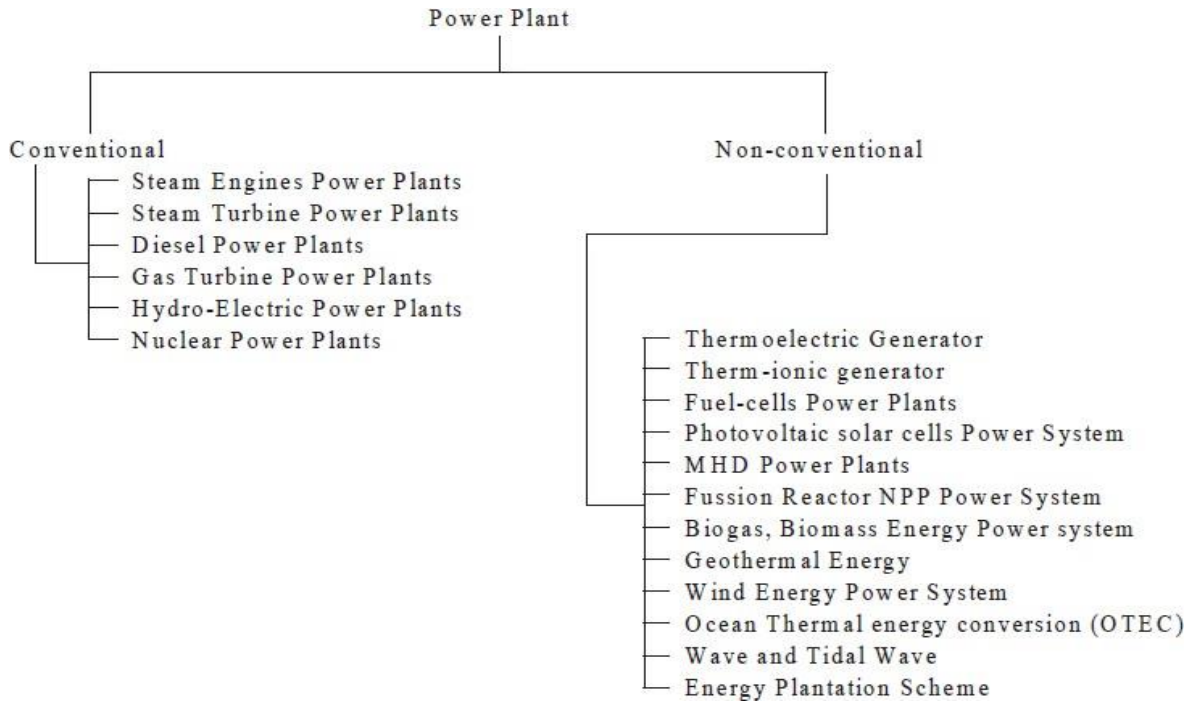 Power Plant
Conventional
Steam Engines Power Plants
Steam Turbine Power Plants
Diesel Power Plants
Gas Turbine Power Plants
Hydro-Electric Power Plants
Nuclear Power Plants
Non-conventional
Thermoelectric Generator
Therm-ionic generator
Fuel-cells Power Plants
Photovoltaic solar cells Power System
MHD Power Plants
Fussion Reactor NPP Power System
Biogas, Biomass Energy Power system
Geothermal Energy
Wind Energy Power System
Ocean Thermal energy conversion (OTEC)
Wave and Tidal Wave
Energy Plantation Scheme